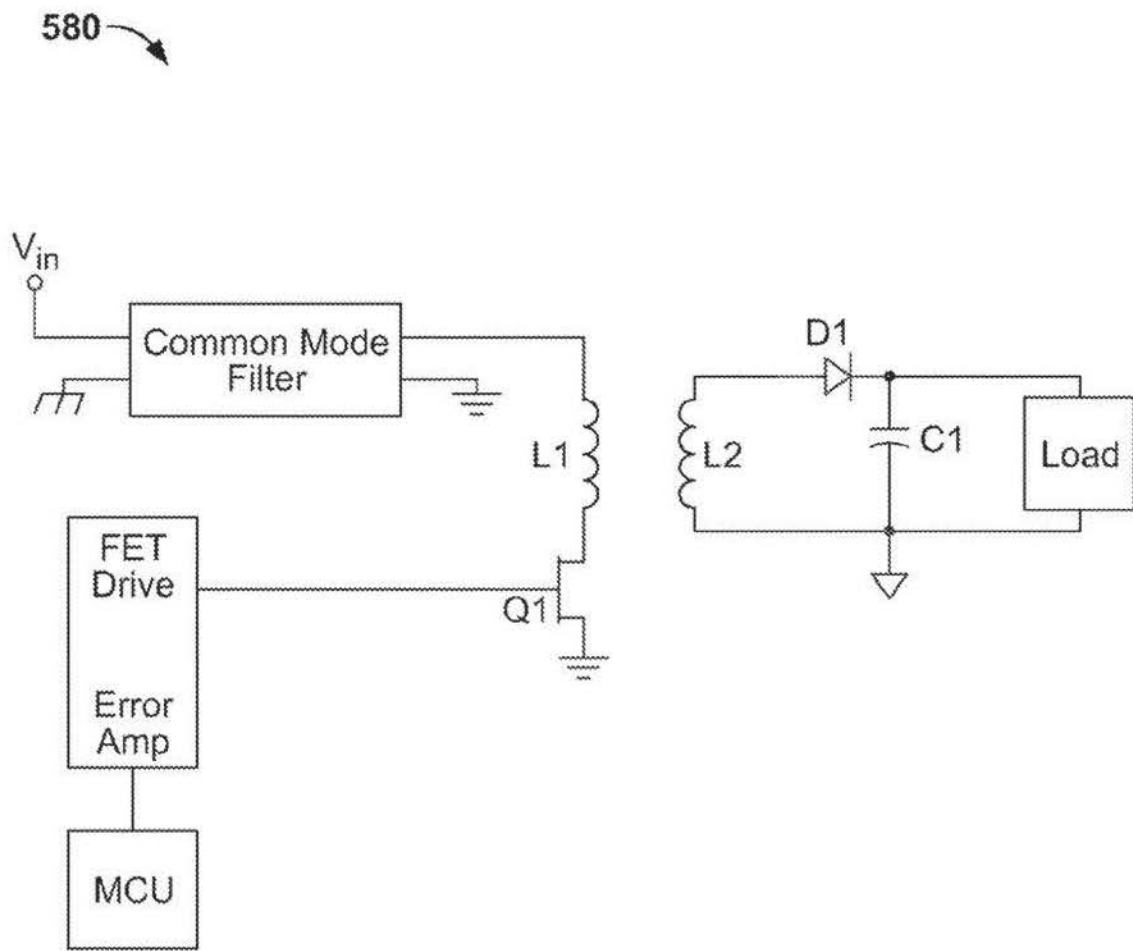 580
Vin
Common Mode
Filter
D1
L1
L2
C1
Load
FET
Drive
Q1
Error
Amp
MCU